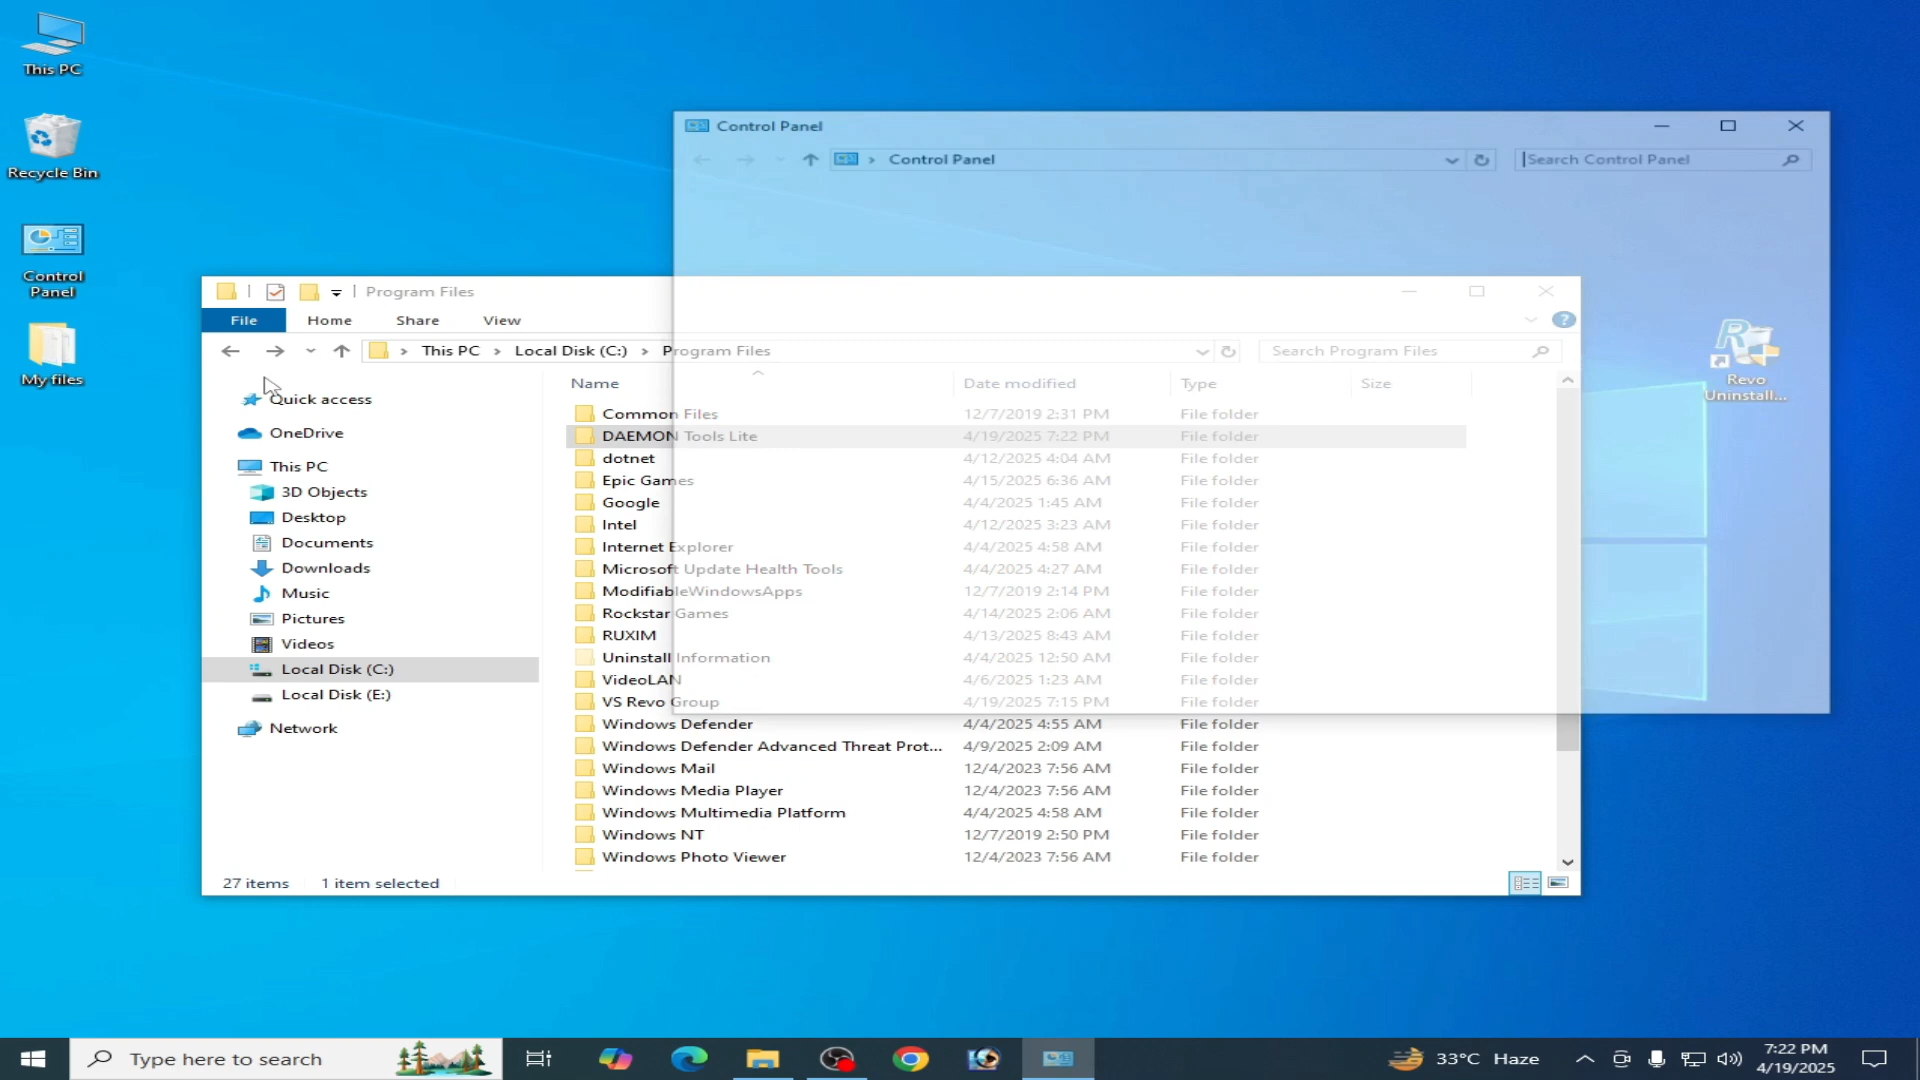 This PC
Recycle Bin
Control
Panel
My files
Control Panel
Control Panel
Search Control Panel
Program Files
File Home Share View
This PC Local Disk (C:) Program Files
Search Program Files
Quick access
OneDrive
This PC
3D Objects
Desktop
Documents
Downloads
Music
Pictures
Videos
Local Disk (C:)
Local Disk (E:)
Network
Name Date modified Type Size
Common Files 12/7/2019 2:31 PM File folder
DAEMON Tools Lite 4/19/2025 7:22 PM File folder
dotnet 4/12/2025 4:04 AM File folder
Epic Games 4/15/2025 6:36 AM File folder
Google 4/4/2025 1:45 AM File folder
Intel 4/12/2025 3:23 AM File folder
Internet Explorer 4/4/2025 4:58 AM File folder
Microsoft Update Health Tools 4/4/2025 4:27 AM File folder
ModifiableWindowsApps 12/7/2019 2:14 PM File folder
Rockstar Games 4/14/2025 2:06 AM File folder
RUXIM 4/13/2025 8:43 AM File folder
Uninstall Information 4/4/2025 12:50 AM File folder
VideoLAN 4/6/2025 1:23 AM File folder
VS Revo Group 4/19/2025 7:15 PM File folder
Windows Defender 4/4/2025 4:55 AM File folder
Windows Defender Advanced Threat Prot... 4/9/2025 2:09 AM File folder
Windows Mail 12/4/2023 7:56 AM File folder
Windows Media Player 12/4/2023 7:56 AM File folder
Windows Multimedia Platform 4/4/2025 4:58 AM File folder
Windows NT 12/7/2019 2:50 PM File folder
Windows Photo Viewer 12/4/2023 7:56 AM File folder
27 items 1 item selected
Revo
Uninstall...
Type here to search
33°C Haze
7:22 PM
4/19/2025